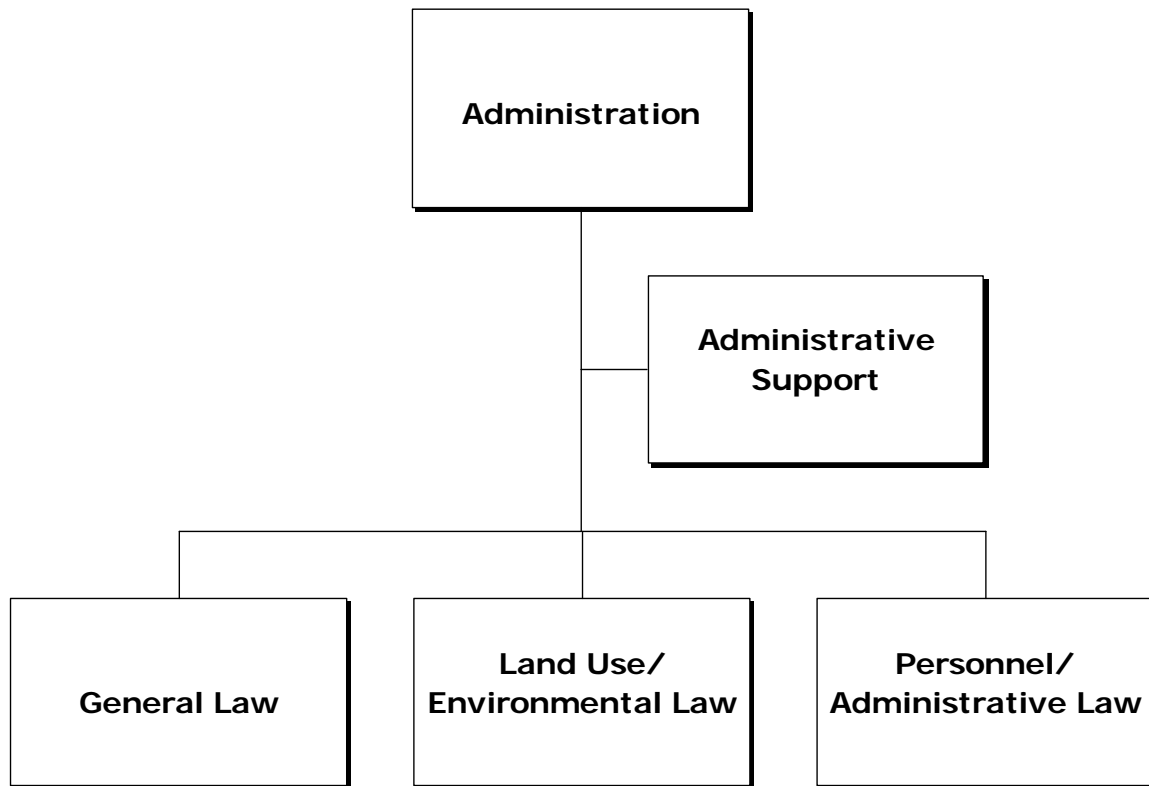 Administration
Administrative
Support
General Law
Land Use/
Environmental Law
Personnel/
Administrative Law